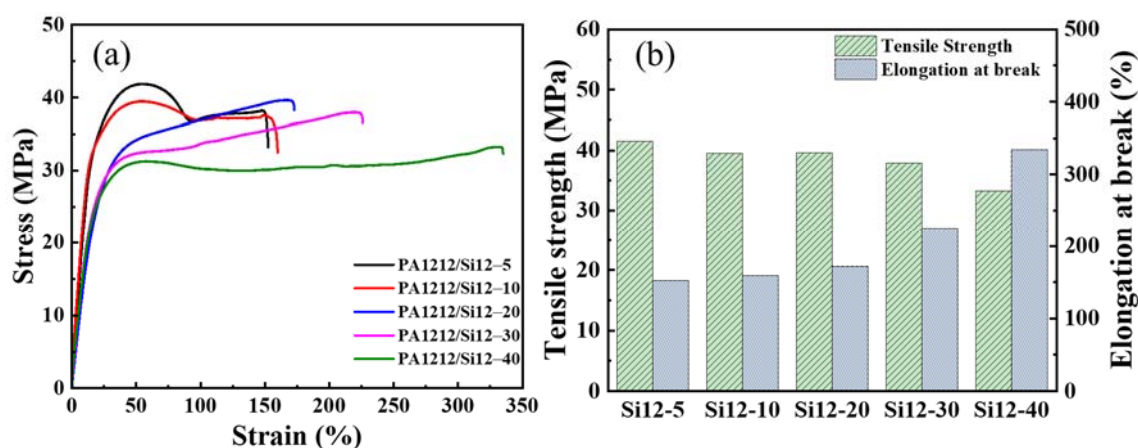 (a)
50
40
30
20
10
0
Stress (MPa)
PA1212/Si12–5
PA1212/Si12–10
PA1212/Si12–20
PA1212/Si12–30
PA1212/Si12–40
0 50 100 150 200 250 300 350
Strain (%)
(b)
60
50
40
30
20
10
0
Tensile strength (MPa)
Tensile Strength
Elongation at break
500
400
300
200
100
0
Elongation at break (%)
Si12-5 Si12-10 Si12-20 Si12-30 Si12-40